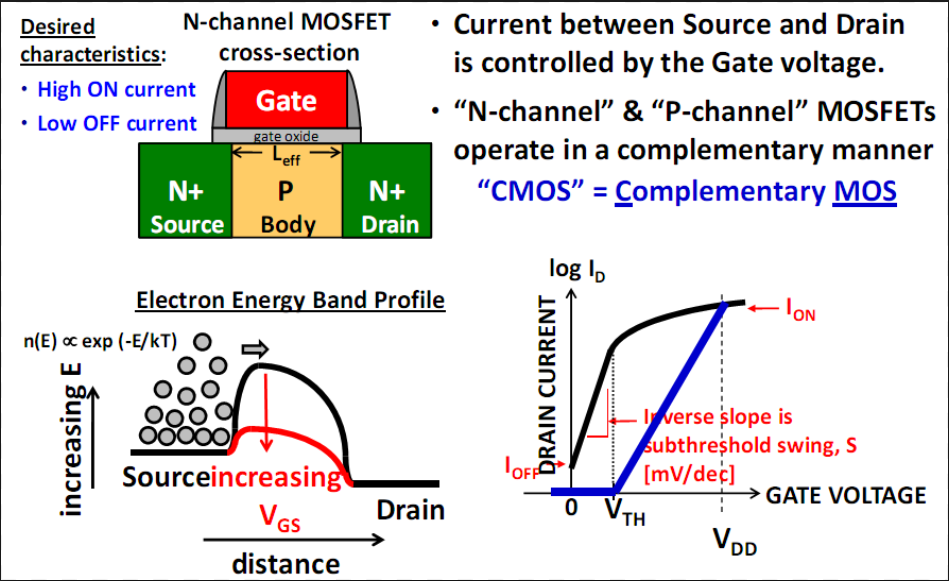 Desired
characteristics:
• High ON current
• Low OFF current
N-channel MOSFET
cross-section
Gate
gate oxide
Leff
N+
Source
P
Body
N+
Drain
• Current between Source and Drain
is controlled by the Gate voltage.
• “N-channel” & “P-channel” MOSFETs
operate in a complementary manner
“CMOS” = Complementary MOS
Electron Energy Band Profile
n(E) ∝ exp (-E/kT)
increasing E
Source
increasing
VGS
Drain
distance
log ID
DRAIN CURRENT
ION
Inverse slope is
subthreshold swing, S
[mV/dec]
IOFF
0
VTH
VDD
GATE VOLTAGE